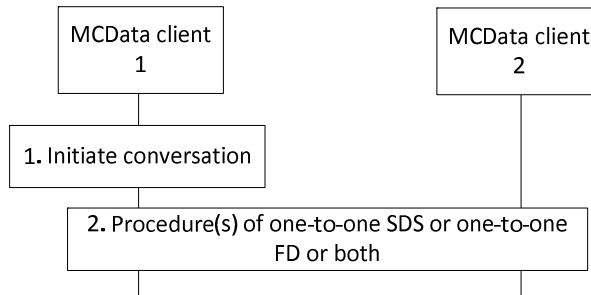 MCData client
1
MCData client
2
1. Initiate conversation
2. Procedure(s) of one-to-one SDS or one-to-one
FD or both